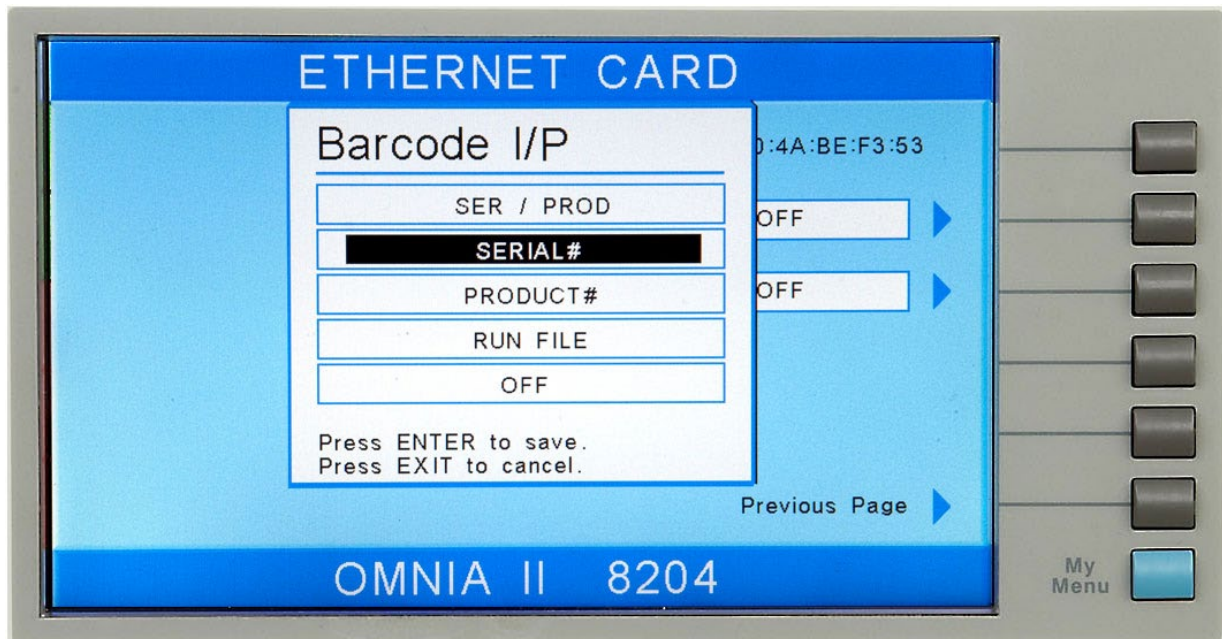 ETHERNET CARD
Barcode I/P
:4A:BE:F3:53
SER / PROD
OFF
SERIAL#
PRODUCT#
OFF
RUN FILE
OFF
Press ENTER to save.
Press EXIT to cancel.
Previous Page
OMNIA II 8204
My
Menu